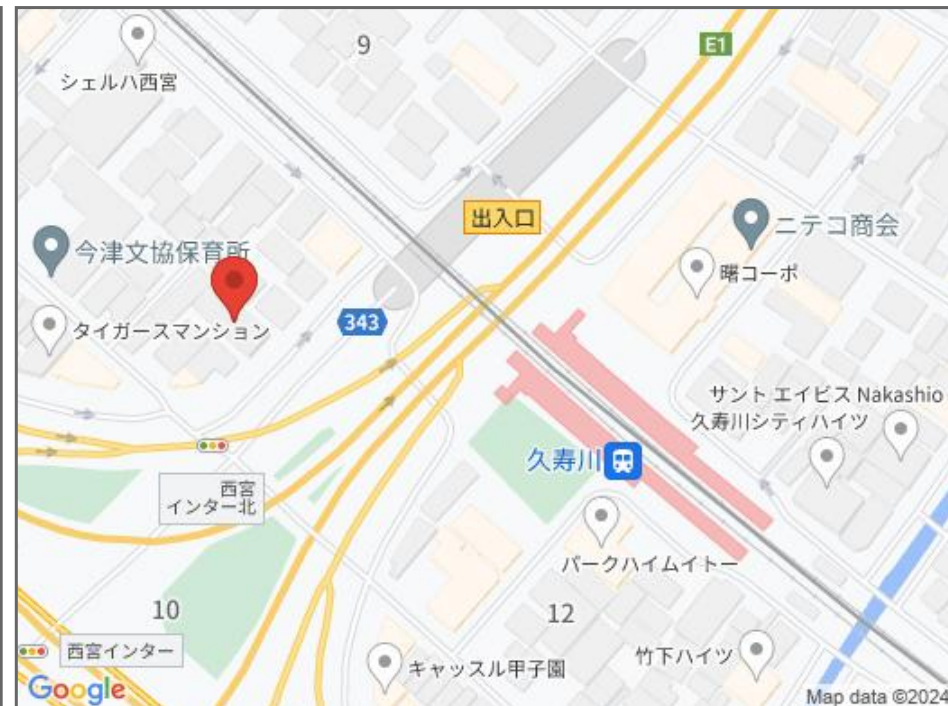 9
E1
シェルハ西宮
出入口
ニテコ商会
今津文協保育所
曙コーポ
343
タイガースマンション
サント エイビス Nakashio
久寿川シティハイツ
久寿川
西宮
インター北
パークハイムイトー
10
12
西宮インター
キャッスル甲子園
竹下ハイツ
Google
Map data ©2024